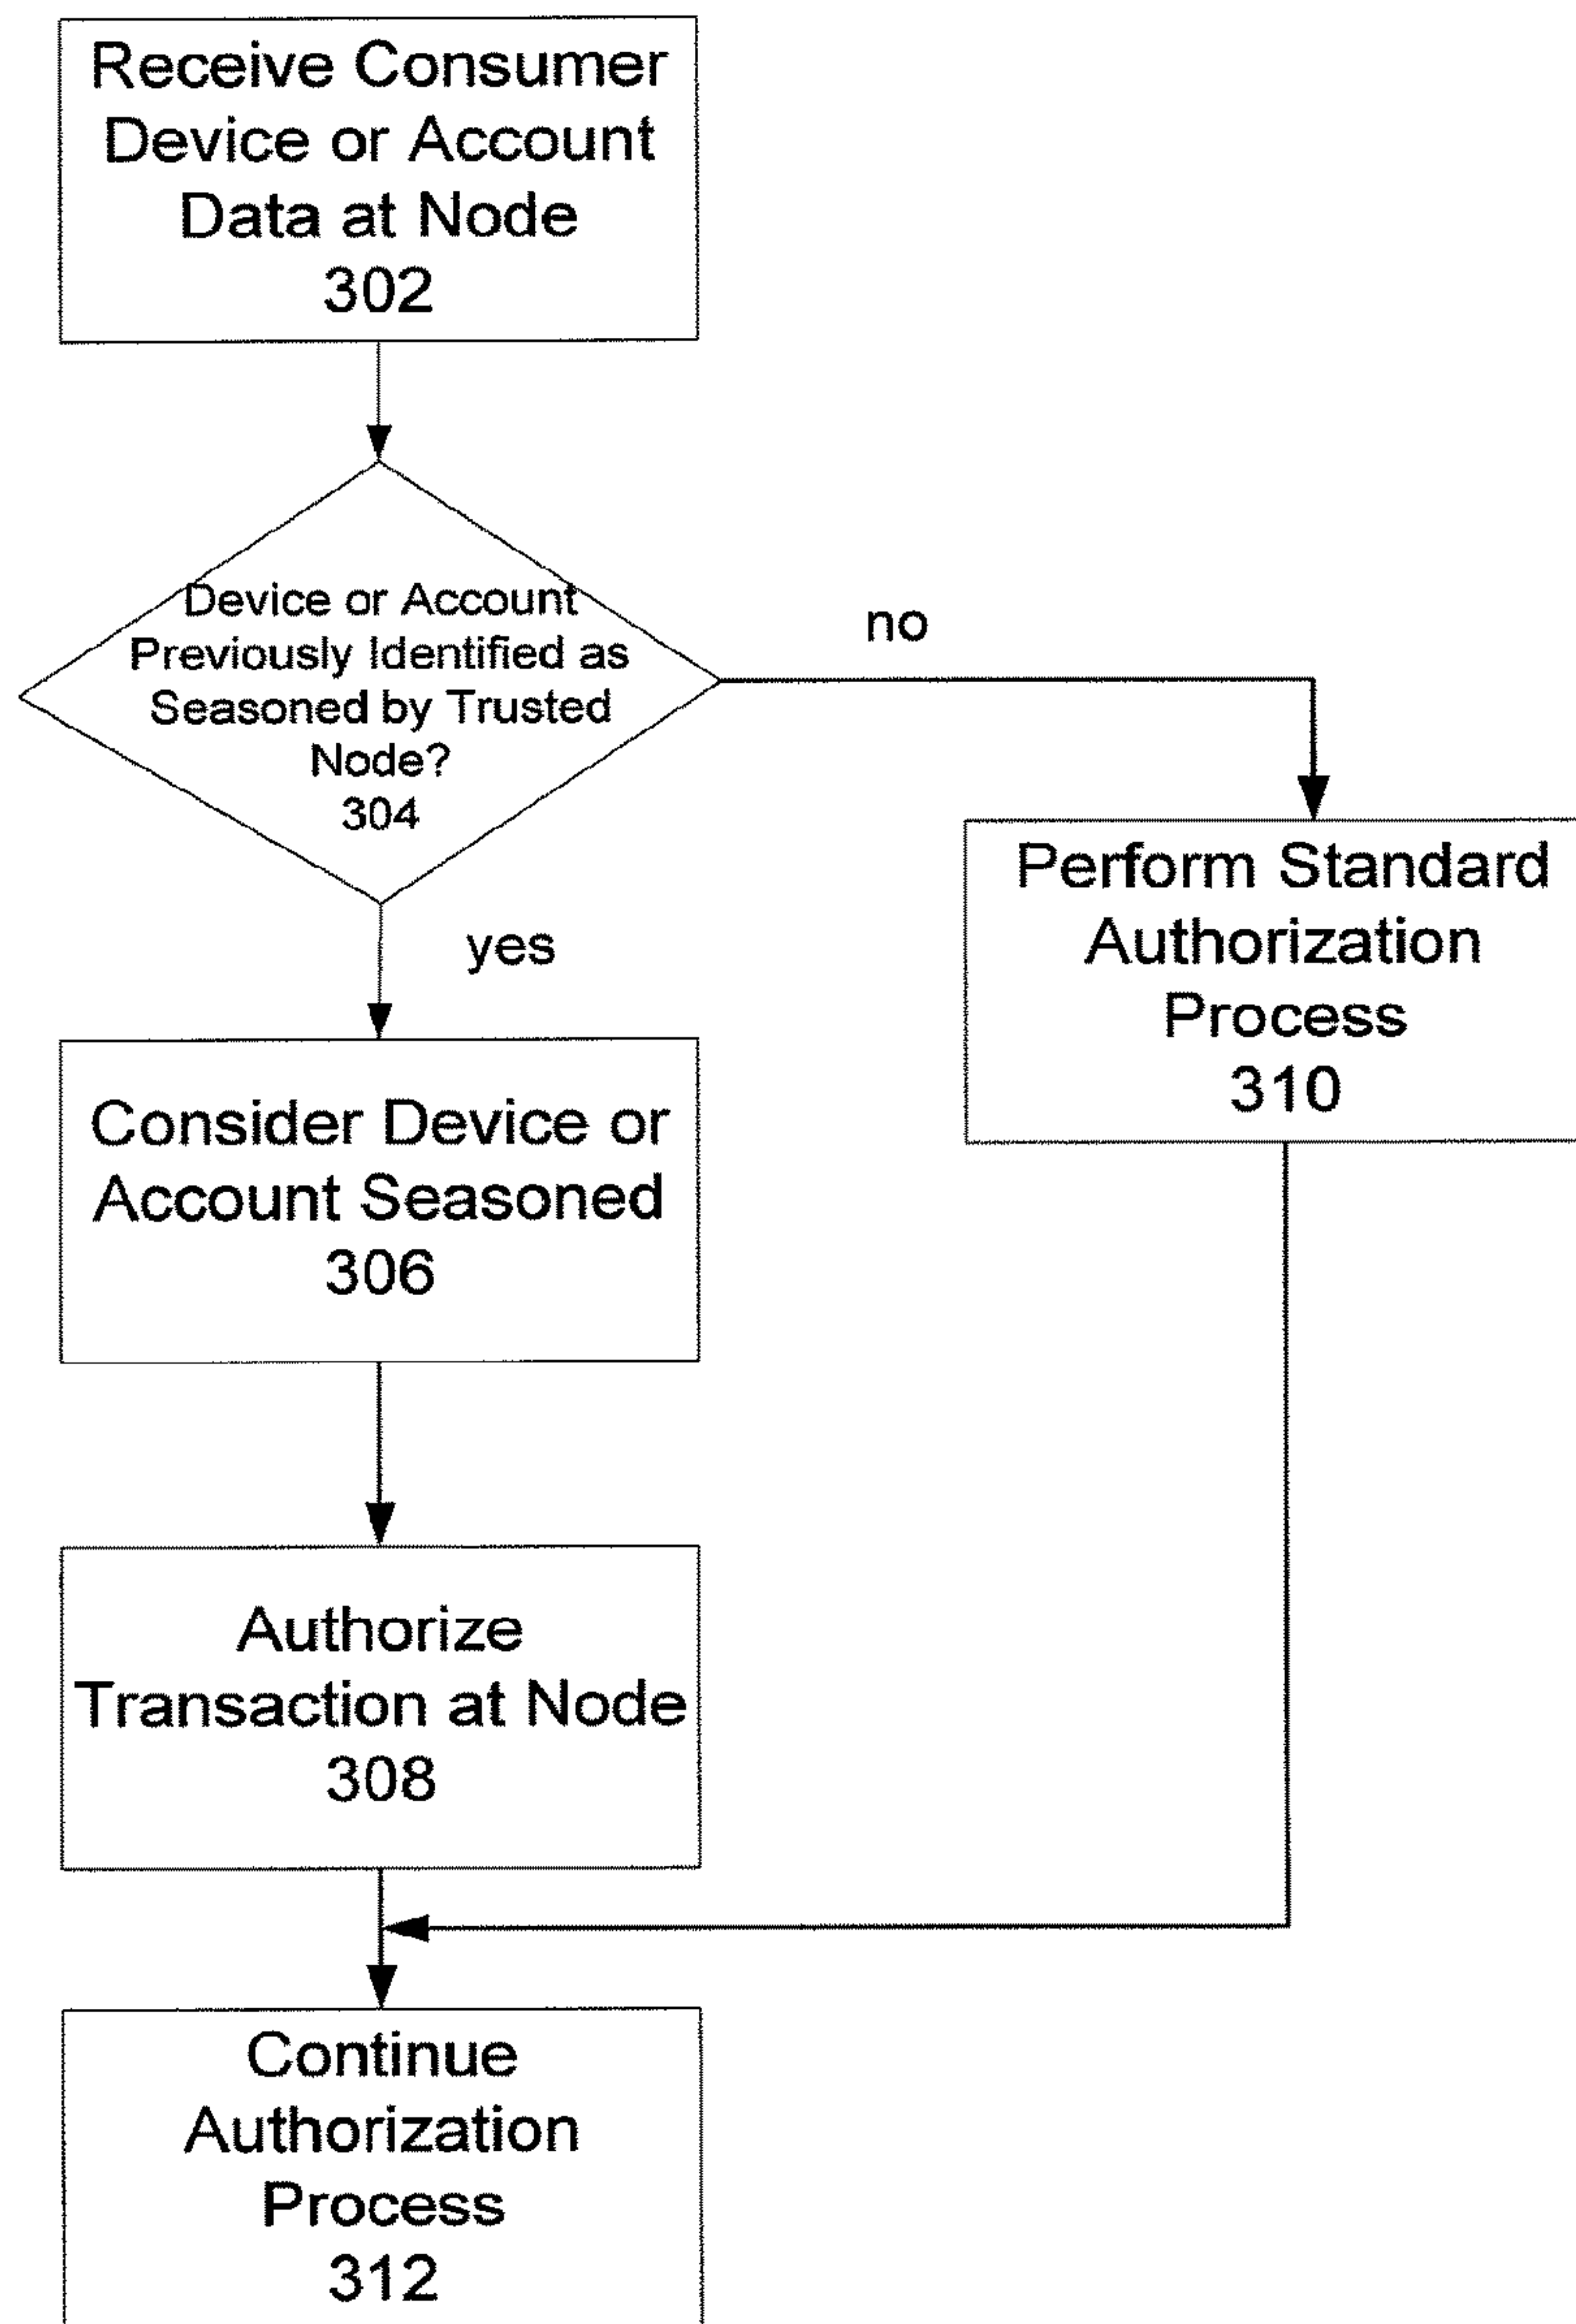 Receive Consumer
Device or Account
Data at Node
302
Device or Account
Previously Identified as
Seasoned by Trusted
Node?
304
no
yes
Perform Standard
Authorization
Process
310
Consider Device or
Account Seasoned
306
Authorize
Transaction at Node
308
Continue
Authorization
Process
312